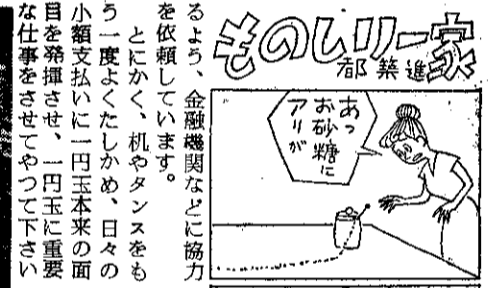 ものしり一家
都築進
あっ
お砂糖に
アリが
るよう、金融機関などに協力
を依頼しています。
とにかく、机やタンスをも
う一度よくたしかめ、日々の
小額支払いに一円玉本来の面
目を発揮させ、一円玉に重要
な仕事をさせてやつて下さい